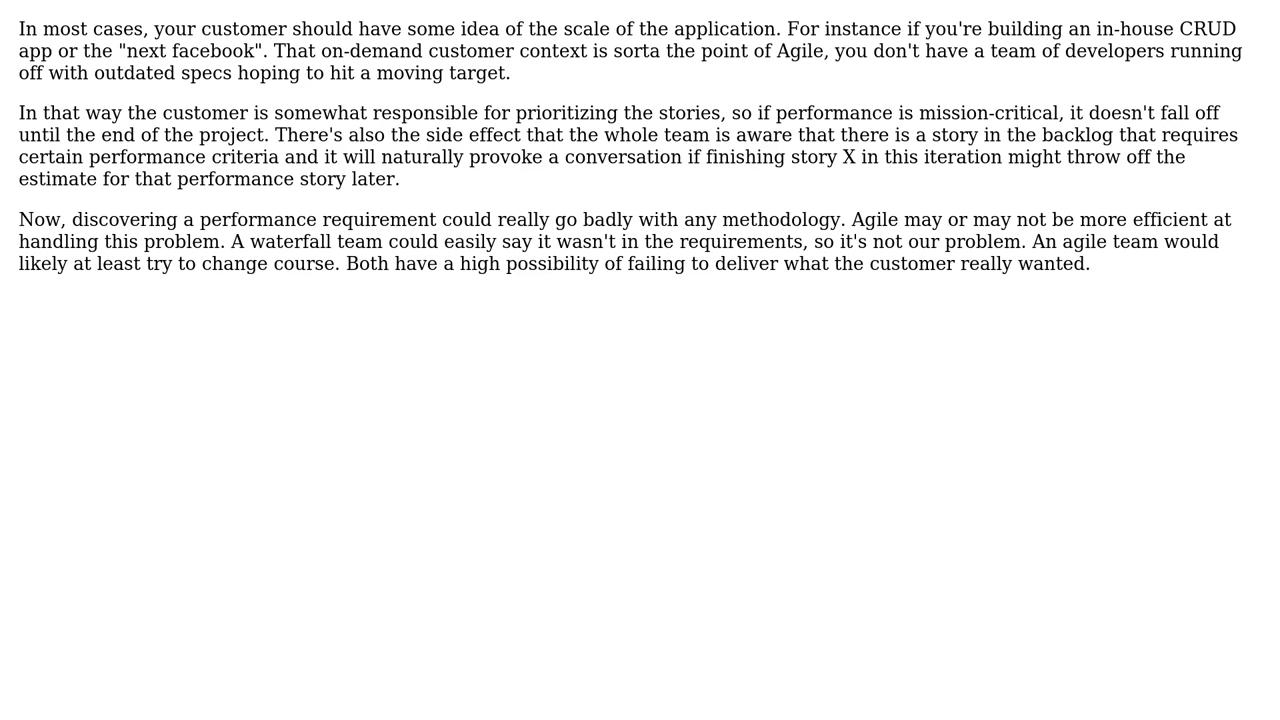 In most cases, your customer should have some idea of the scale of the application. For instance if you're building an in-house CRUD
app or the "next facebook". That on-demand customer context is sorta the point of Agile, you don't have a team of developers running
off with outdated specs hoping to hit a moving target.
In that way the customer is somewhat responsible for prioritizing the stories, so if performance is mission-critical, it doesn't fall off
until the end of the project. There's also the side effect that the whole team is aware that there is a story in the backlog that requires
certain performance criteria and it will naturally provoke a conversation if finishing story X in this iteration might throw off the
estimate for that performance story later.
Now, discovering a performance requirement could really go badly with any methodology. Agile may or may not be more efficient at
handling this problem. A waterfall team could easily say it wasn't in the requirements, so it's not our problem. An agile team would
likely at least try to change course. Both have a high possibility of failing to deliver what the customer really wanted.